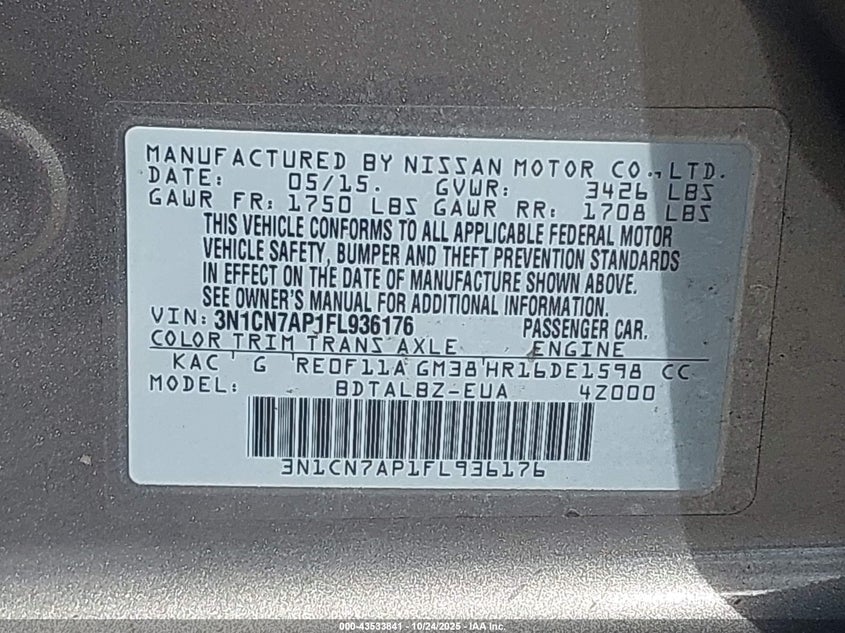 MANUFACTURED BY NISSAN MOTOR CO., LTD.
DATE: 05/15. GVWR: 3426 LBS
GAWR FR: 1750 LBS GAWR RR: 1708 LBS
THIS VEHICLE CONFORMS TO ALL APPLICABLE FEDERAL MOTOR
VEHICLE SAFETY, BUMPER AND THEFT PREVENTION STANDARDS
IN EFFECT ON THE DATE OF MANUFACTURE SHOWN ABOVE.
SEE OWNER'S MANUAL FOR ADDITIONAL INFORMATION.
VIN: 3N1CN7AP1FL936176 PASSENGER CAR.
COLOR TRIM TRANS AXLE ENGINE
KAC G RE0F11A GM38 HR16DE1598 CC
MODEL: BDTALBZ-EUA 4Z000
3N1CN7AP1FL936176
000-43533841 - 10/24/2025 - IAA Inc.